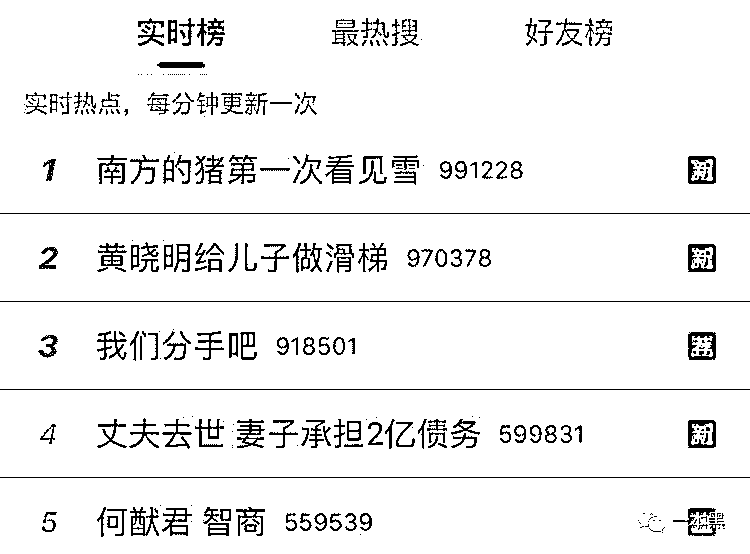 实时榜 最热搜 好友榜
实时热点，每分钟更新一次
1 南方的猪第一次看见雪 991228 新
2 黄晓明给儿子做滑梯 970378 新
3 我们分手吧 918501 荐
4 丈夫去世 妻子承担2亿债务 599831 新
5 何猷君 智商 559539 一本黑